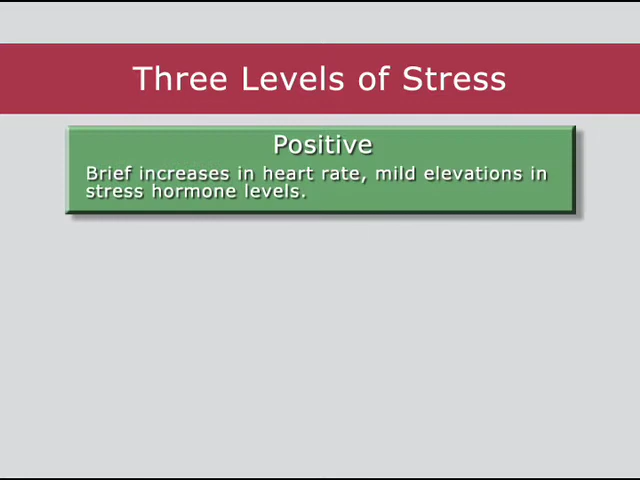 Three Levels of Stress
Positive
Brief increases in heart rate, mild elevations in
stress hormone levels.